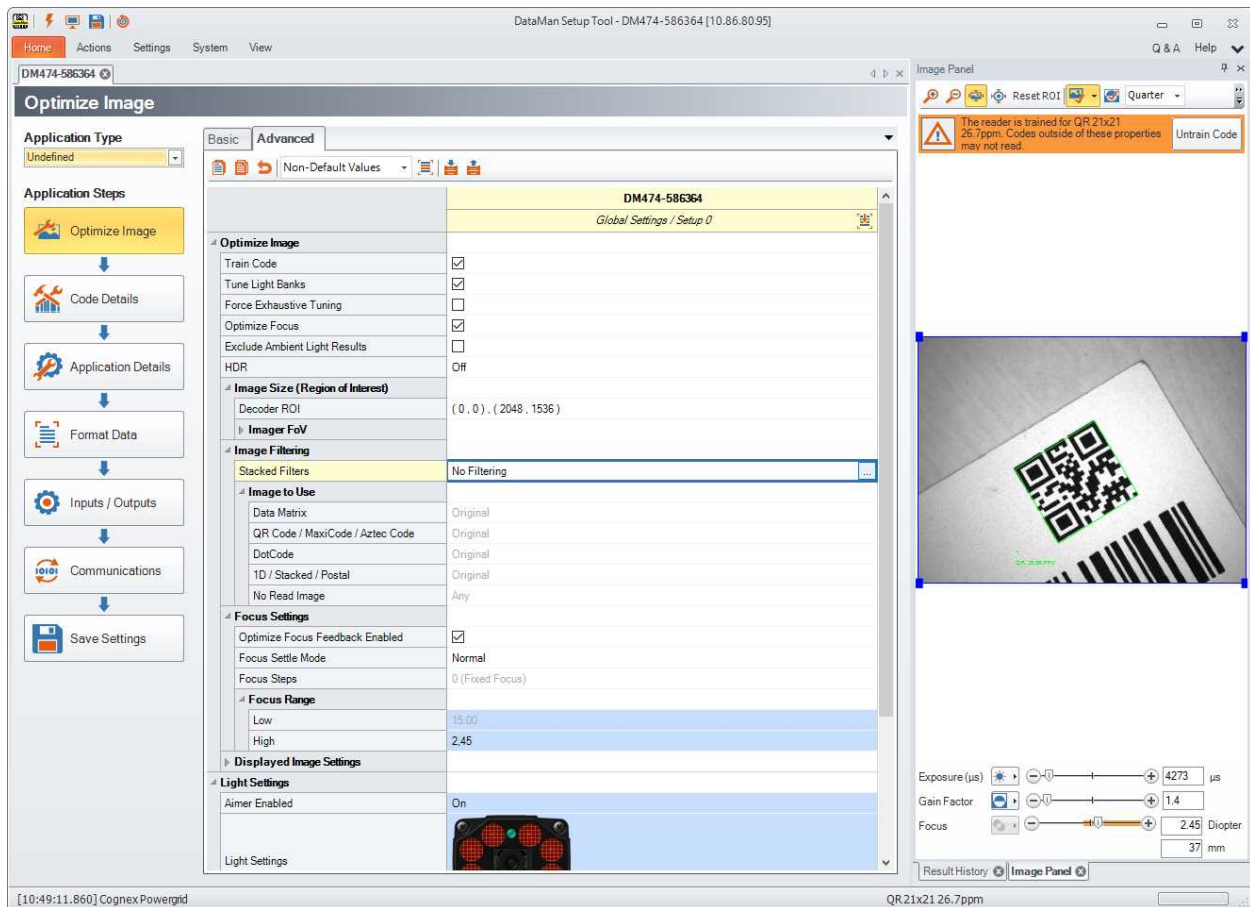 DataMan Setup Tool - DM474-586364 [10.86.80.95]
Home Actions Settings System View
Q & A Help
DM474-586364
Optimize Image
Application Type
Undefined
Application Steps
Optimize Image
Code Details
Application Details
Format Data
Inputs / Outputs
Communications
Save Settings
Basic Advanced
Non-Default Values
DM474-586364
Global Settings / Setup 0
Optimize Image
Train Code
Tune Light Banks
Force Exhaustive Tuning
Optimize Focus
Exclude Ambient Light Results
HDR Off
Image Size (Region of Interest)
Decoder ROI ( 0 , 0 ) , ( 2048 , 1536 )
Imager FoV
Image Filtering
Stacked Filters No Filtering ...
Image to Use
Data Matrix Original
QR Code / MaxiCode / Aztec Code Original
DotCode Original
1D / Stacked / Postal Original
No Read Image Any
Focus Settings
Optimize Focus Feedback Enabled
Focus Settle Mode Normal
Focus Steps 0 (Fixed Focus)
Focus Range
Low 15.00
High 2.45
Displayed Image Settings
Light Settings
Aimer Enabled On
Light Settings
Image Panel
Reset ROI Quarter
The reader is trained for QR 21x21
26.7ppm. Codes outside of these properties
may not read.
Untrain Code
Exposure (µs) 4273 µs
Gain Factor 1.4
Focus 2.45 Diopter
37 mm
Result History Image Panel
[10:49:11.860] Cognex Powergrid
QR 21x21 26.7ppm